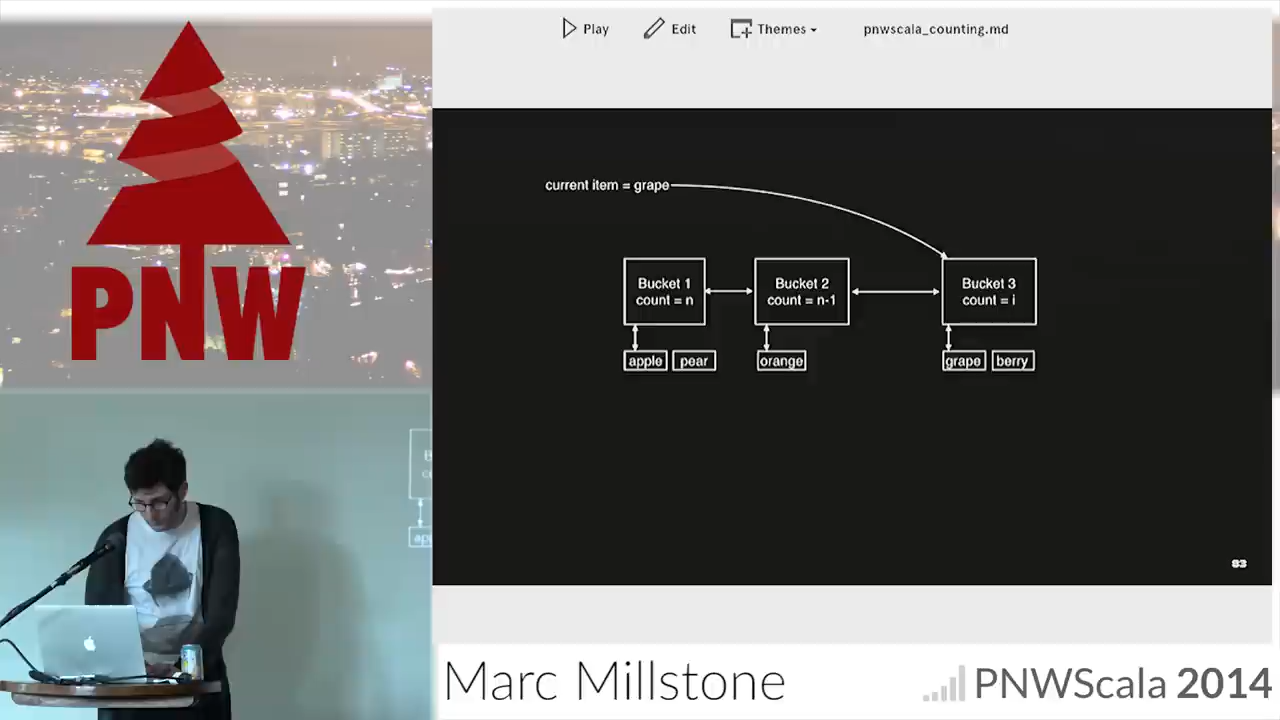 Play Edit Themes pnwscala_counting.md
current item = grape
Bucket 1 Bucket 2 Bucket 3
count = n count = n-1 count = i
apple pear orange grape berry
83
PNW
Marc Millstone PNWScala 2014